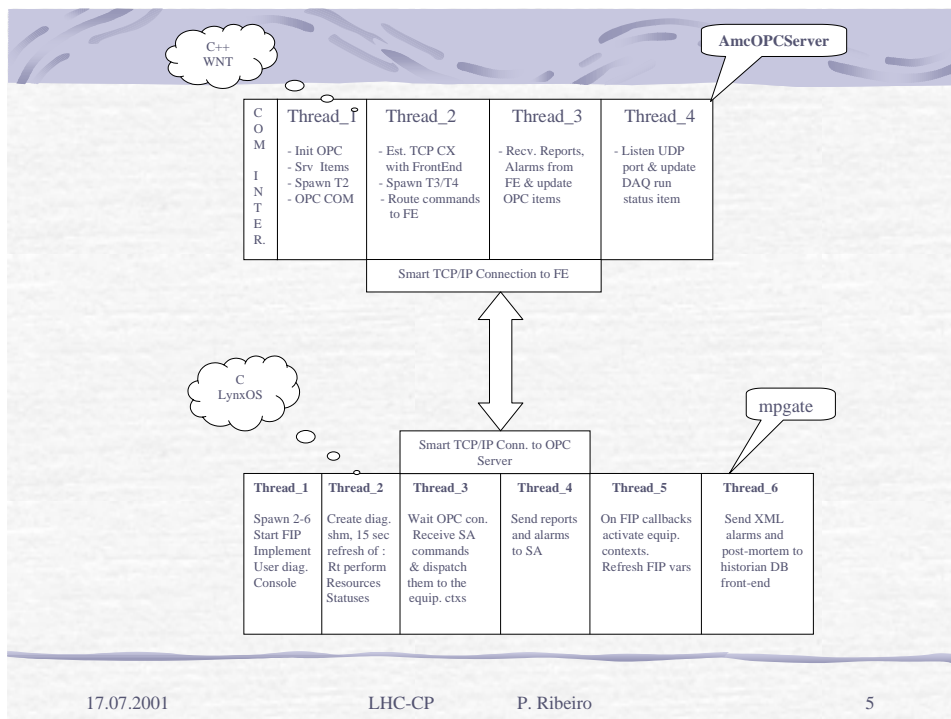 C++
WNT
AmcOPCServer
C
O
M
I
N
T
E
R.
Thread_1
- Init OPC
- Srv Items
- Spawn T2
- OPC COM
Thread_2
- Est. TCP CX
with FrontEnd
- Spawn T3/T4
- Route commands
to FE
Thread_3
- Recv. Reports,
Alarms from
FE & update
OPC items
Thread_4
- Listen UDP
port & update
DAQ run
status item
Smart TCP/IP Connection to FE
C
LynxOS
mpgate
Smart TCP/IP Conn. to OPC
Server
Thread_1
Spawn 2-6
Start FIP
Implement
User diag.
Console
Thread_2
Create diag.
shm, 15 sec
refresh of :
Rt perform
Resources
Statuses
Thread_3
Wait OPC con.
Receive SA
commands
& dispatch
them to the
equip. ctxs
Thread_4
Send reports
and alarms
to SA
Thread_5
On FIP callbacks
activate equip.
contexts.
Refresh FIP vars
Thread_6
Send XML
alarms and
post-mortem to
historian DB
front-end
17.07.2001 LHC-CP P. Ribeiro 5